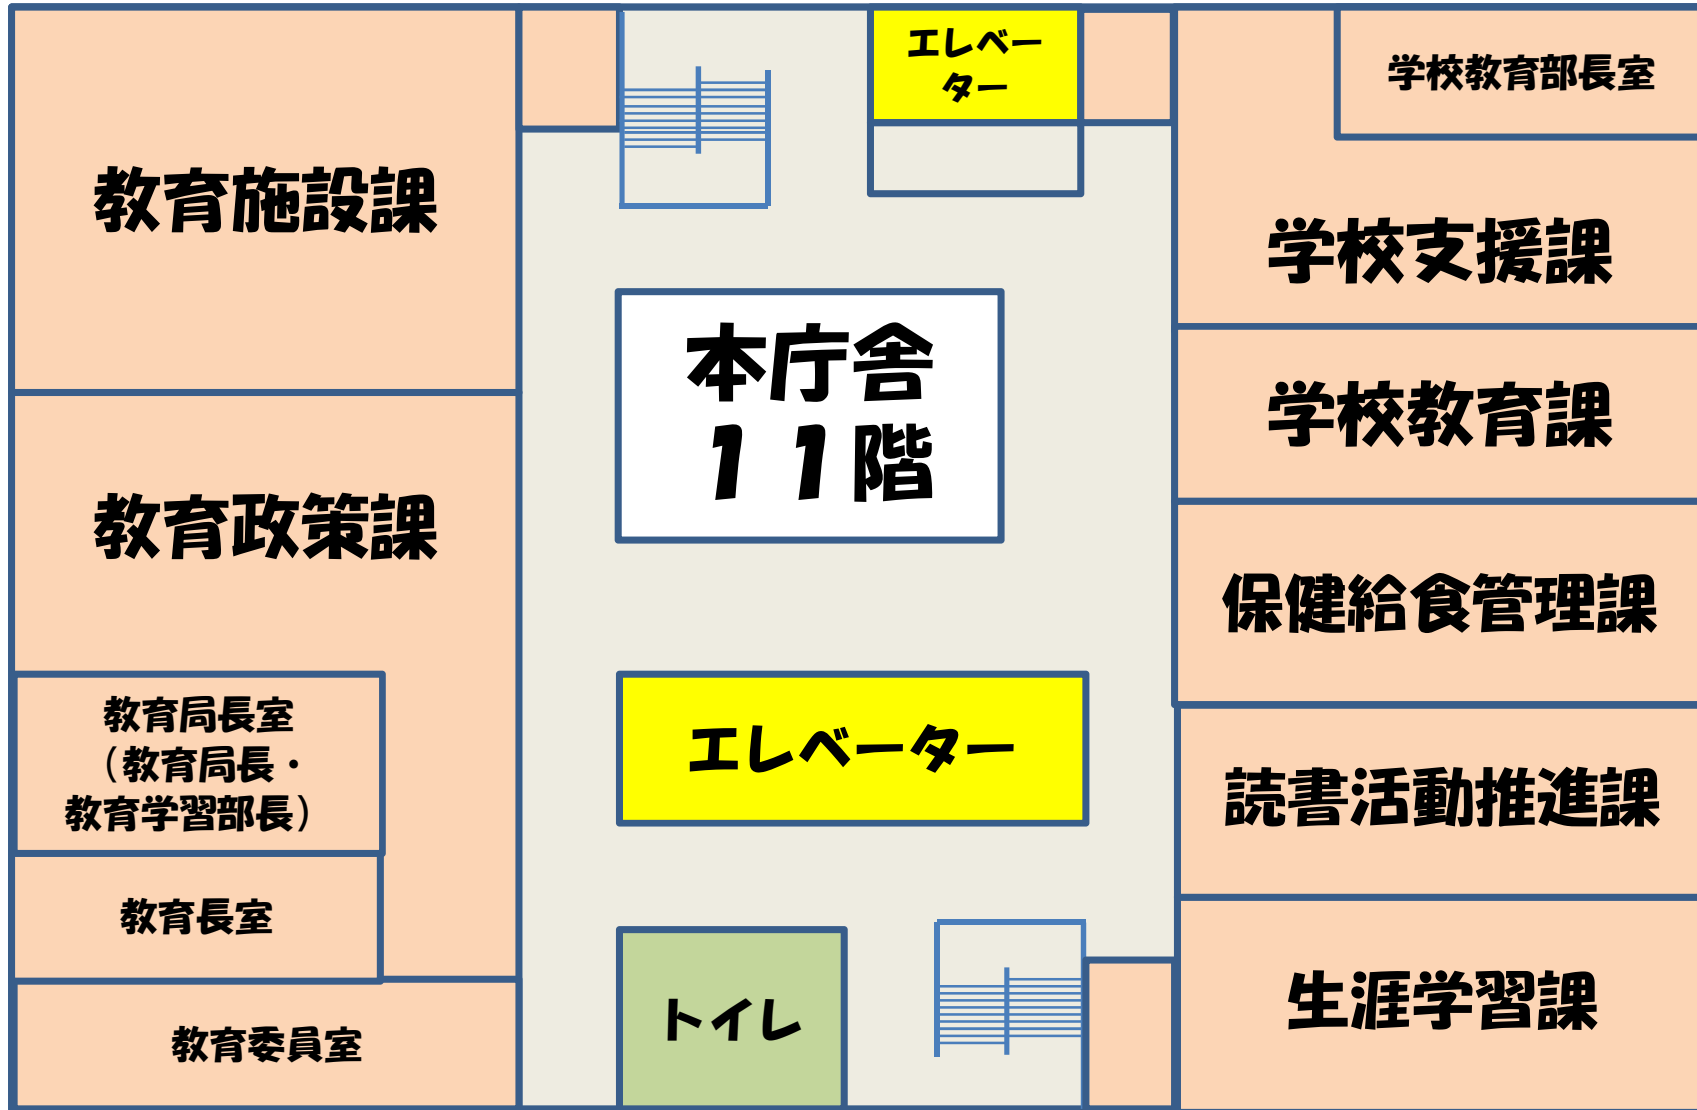 エレベー
ター
学校教育部長室
教育施設課
学校支援課
本庁舎
１１階
学校教育課
教育政策課
保健給食管理課
教育局長室
（教育局長・
教育学習部長）
エレベーター
読書活動推進課
教育長室
生涯学習課
トイレ
教育委員室